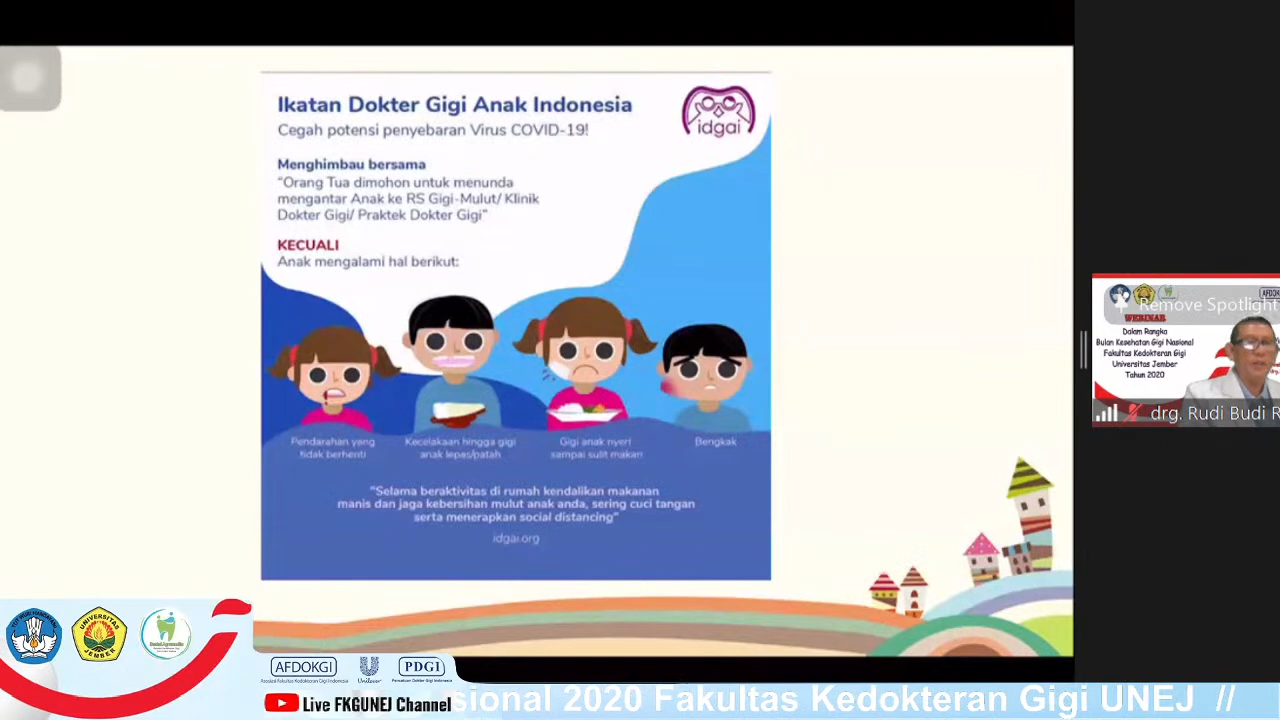 Ikatan Dokter Gigi Anak Indonesia
Cegah potensi penyebaran Virus COVID-19!
idgai
Menghimbau bersama
"Orang Tua dimohon untuk menunda
mengantar Anak ke RS Gigi-Mulut/ Klinik
Dokter Gigi/ Praktek Dokter Gigi"
KECUALI
Anak mengalami hal berikut:
Pendarahan yang
tidak berhenti
Kecelakaan hingga gigi
anak lepas/patah
Gigi anak nyeri
sampai sulit makan
Bengkak
"Selama beraktivitas di rumah kendalikan makanan
manis dan jaga kebersihan mulut anak anda, sering cuci tangan
serta menerapkan social distancing"
idgai.org
Remove Spotlight
WEBINAR
Dalam Rangka
Bulan Kesehatan Gigi Nasional
Fakultas Kedokteran Gigi
Universitas Jember
Tahun 2020
drg. Rudi Budi R
UNIVERSITAS
JEMBER
AFDOKGI
Unilever
PDGI
Live FKGUNEJ Channel
sional 2020 Fakultas Kedokteran Gigi UNEJ //